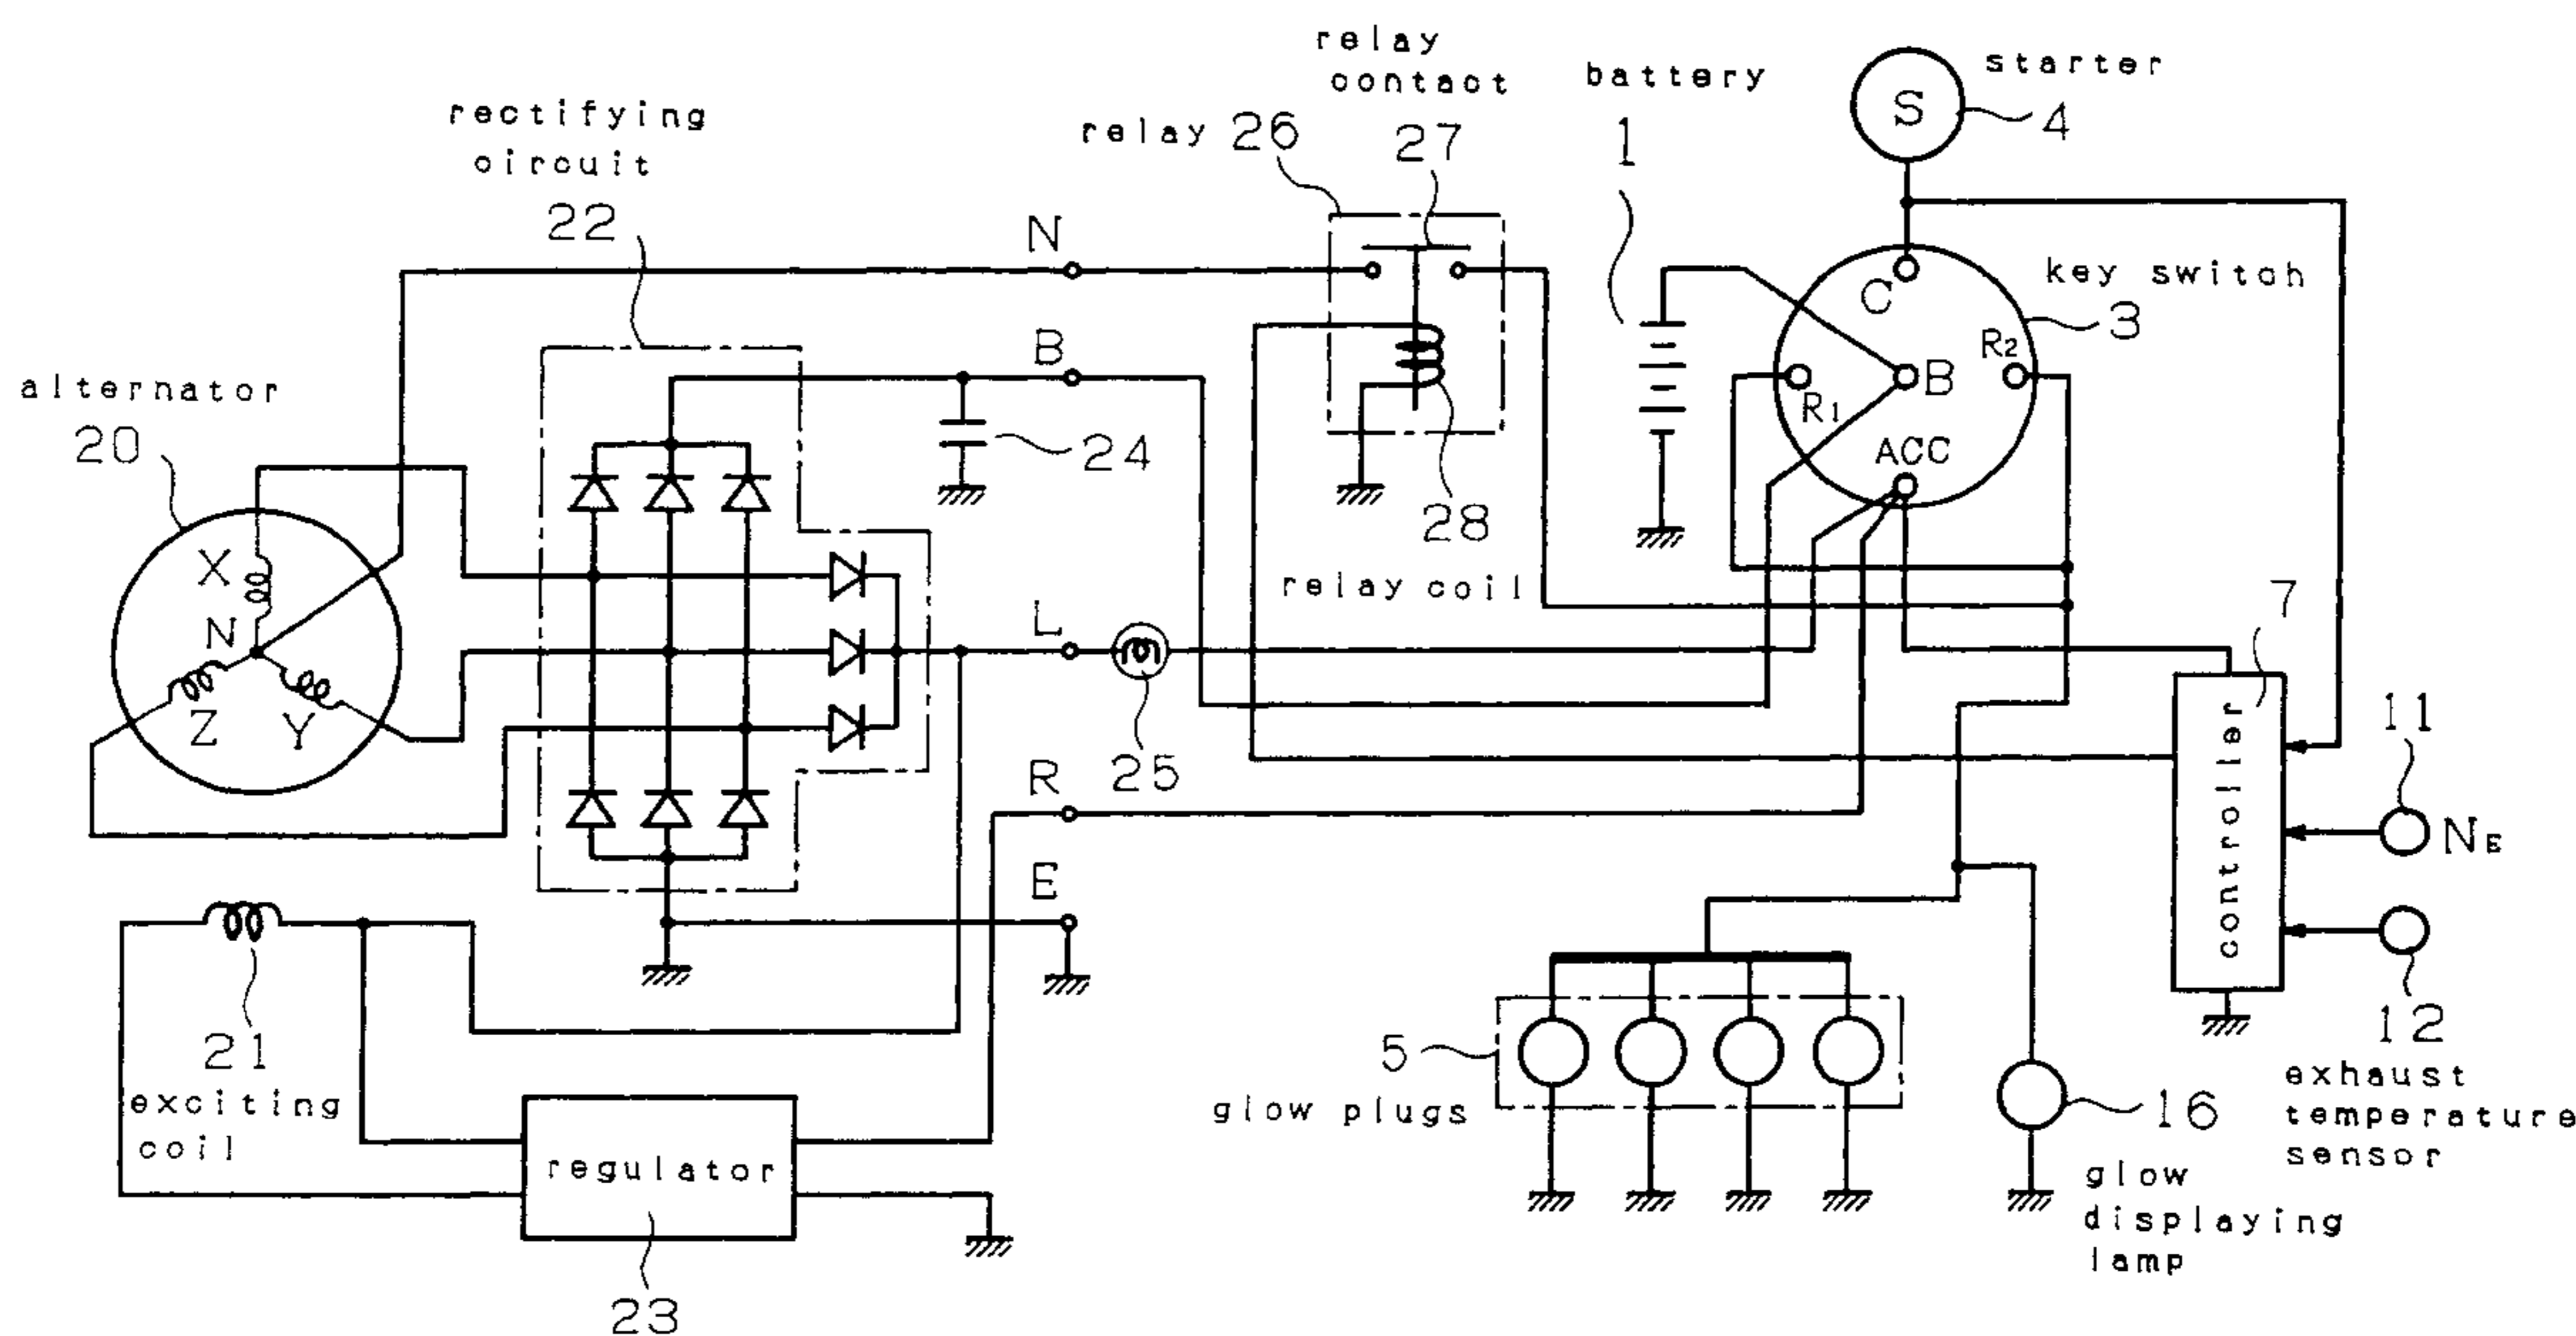 relay
contact
27
relay 26
battery
1
S
starter
4
rectifying
circuit
22
N
C
key switch
3
alternator
20
B
R1
B
R2
ACC
24
28
relay coil
X
N
Z
Y
L
25
7
controller
11
NE
R
E
12
exhaust
temperature
sensor
21
exciting
coil
regulator
23
5
glow plugs
16
glow
displaying
lamp